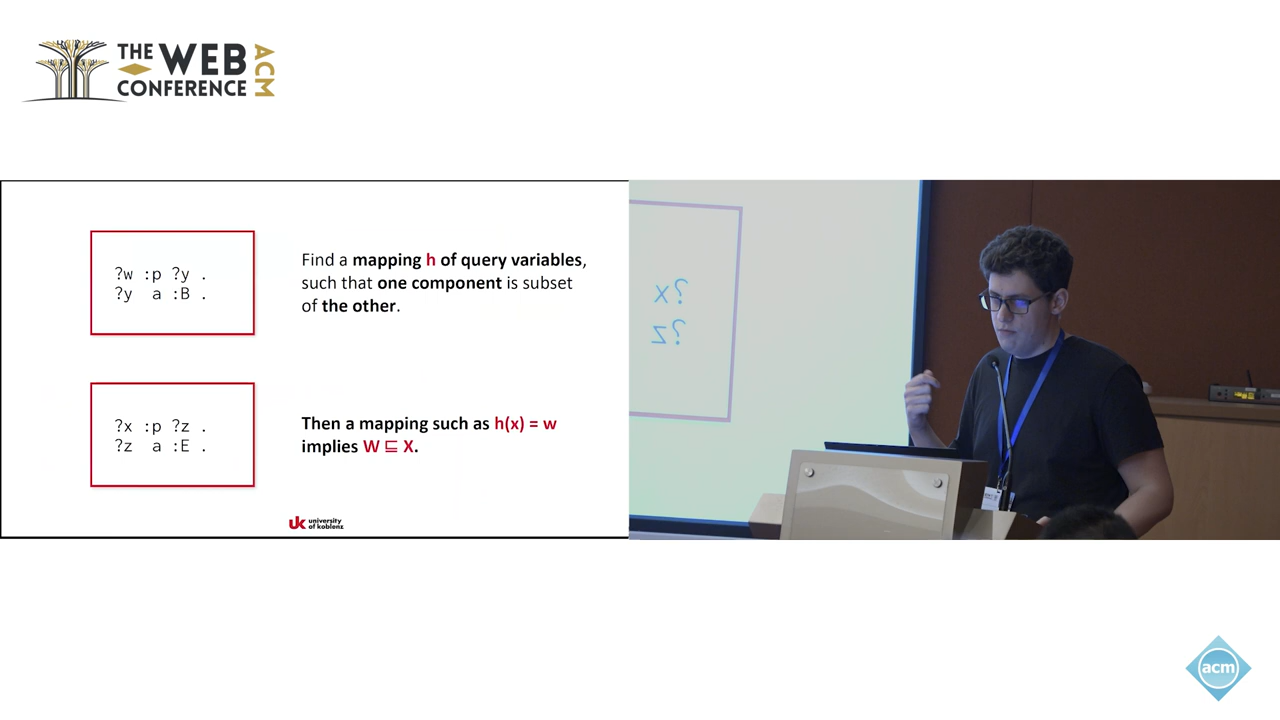 THE WEB
CONFERENCE
ACM
?w :p ?y .
?y a :B .
Find a mapping h of query variables,
such that one component is subset
of the other.
?x :p ?z .
?z a :E .
Then a mapping such as h(x) = w
implies W ⊑ X.
uk university
of koblenz
?x
?z
acm